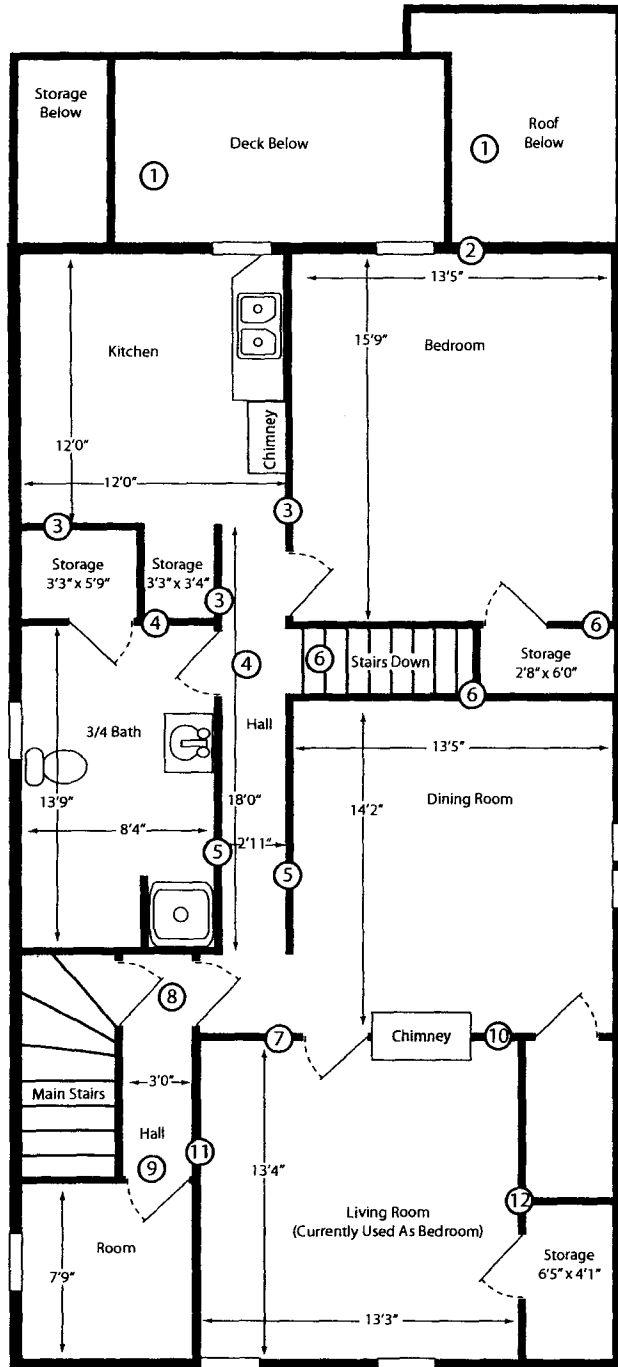 Storage
Below
Deck Below
Roof
Below
1
1
2
13'5"
15'9"
Kitchen
Bedroom
Chimney
12'0"
12'0"
3
3
Storage
3'3" x 5'9"
Storage
3'3" x 3'4"
3
4
6
4
6
Stairs Down
Storage
2'8" x 6'0"
6
3/4 Bath
Hall
13'5"
Dining Room
13'9"
18'0"
14'2"
8'4"
2'11"
5
5
8
7
Chimney
10
Main Stairs
3'0"
Hall
11
9
13'4"
12
Living Room
(Currently Used As Bedroom)
Room
Storage
6'5" x 4'1"
7'9"
13'3"